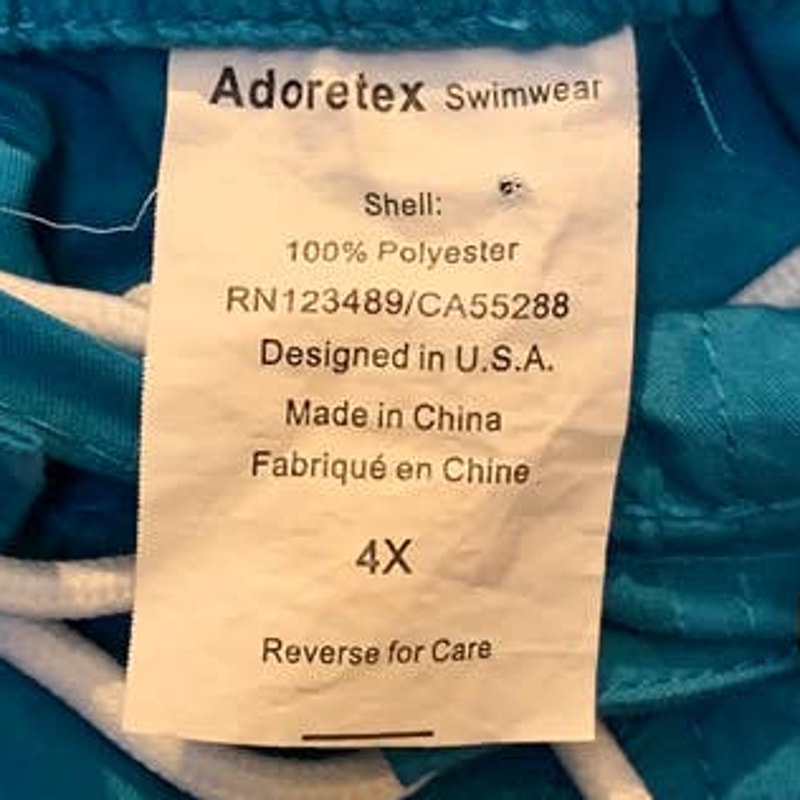 Adoretex Swimwear
Shell:
100% Polyester
RN123489/CA55288
Designed in U.S.A.
Made in China
Fabriqué en Chine
4X
Reverse for Care